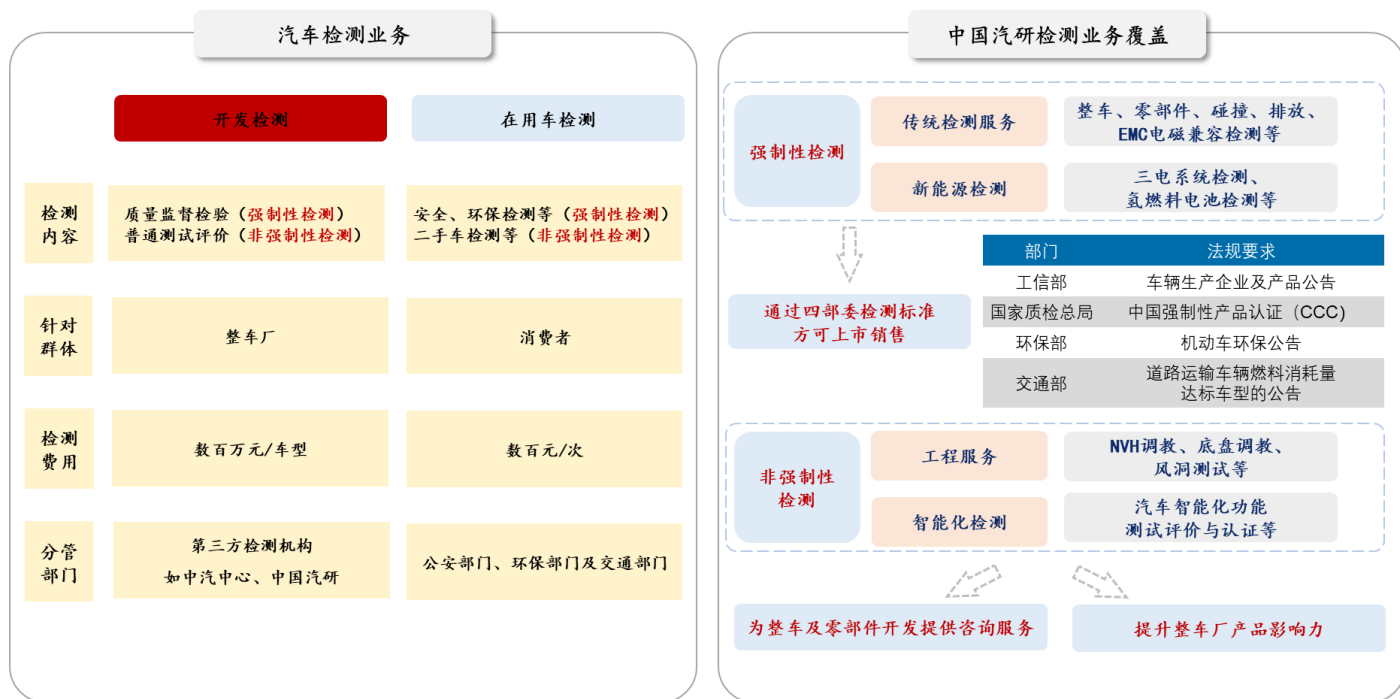 汽车检测业务
开发检测
在用车检测
检测
内容
质量监督检验（强制性检测）
普通测试评价（非强制性检测）
安全、环保检测等（强制性检测）
二手车检测等（非强制性检测）
针对
群体
整车厂
消费者
检测
费用
数百万元/车型
数百元/次
分管
部门
第三方检测机构
如中汽中心、中国汽研
公安部门、环保部门及交通部门
中国汽研检测业务覆盖
强制性检测
传统检测服务
整车、零部件、碰撞、排放、
EMC电磁兼容检测等
新能源检测
三电系统检测、
氢燃料电池检测等
通过四部委检测标准
方可上市销售
部门
法规要求
工信部
车辆生产企业及产品公告
国家质检总局
中国强制性产品认证（CCC）
环保部
机动车环保公告
交通部
道路运输车辆燃料消耗量
达标车型的公告
非强制性
检测
工程服务
NVH调教、底盘调教、
风洞测试等
智能化检测
汽车智能化功能
测试评价与认证等
为整车及零部件开发提供咨询服务
提升整车厂产品影响力